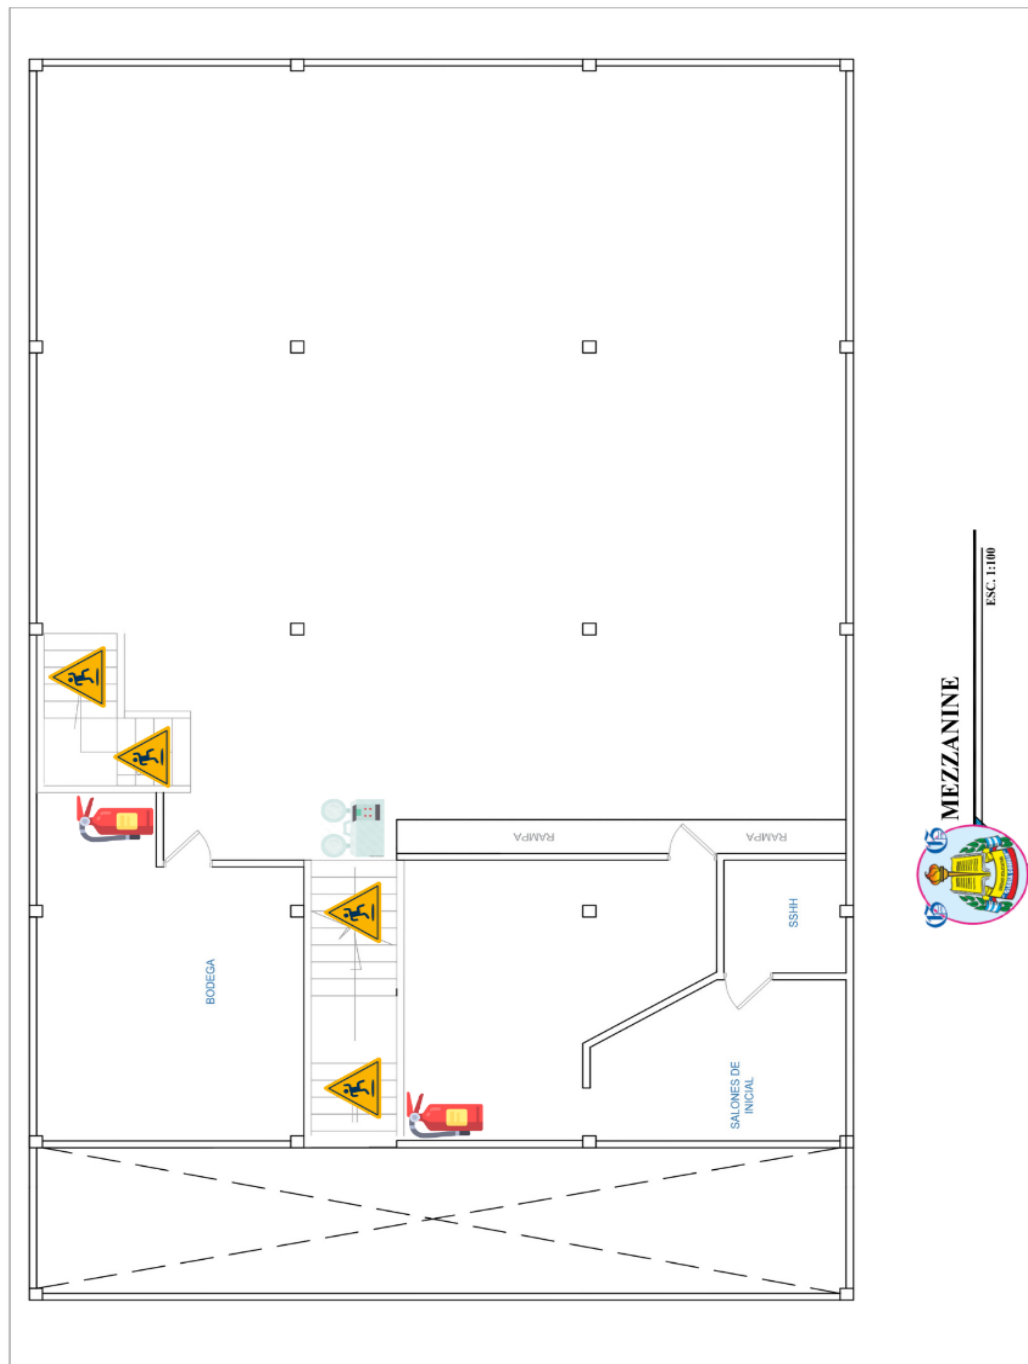 BODEGA
RAMPA
RAMPA
SSHH
SALONES DE
INICIAL
MEZZANINE
ESC. 1:100